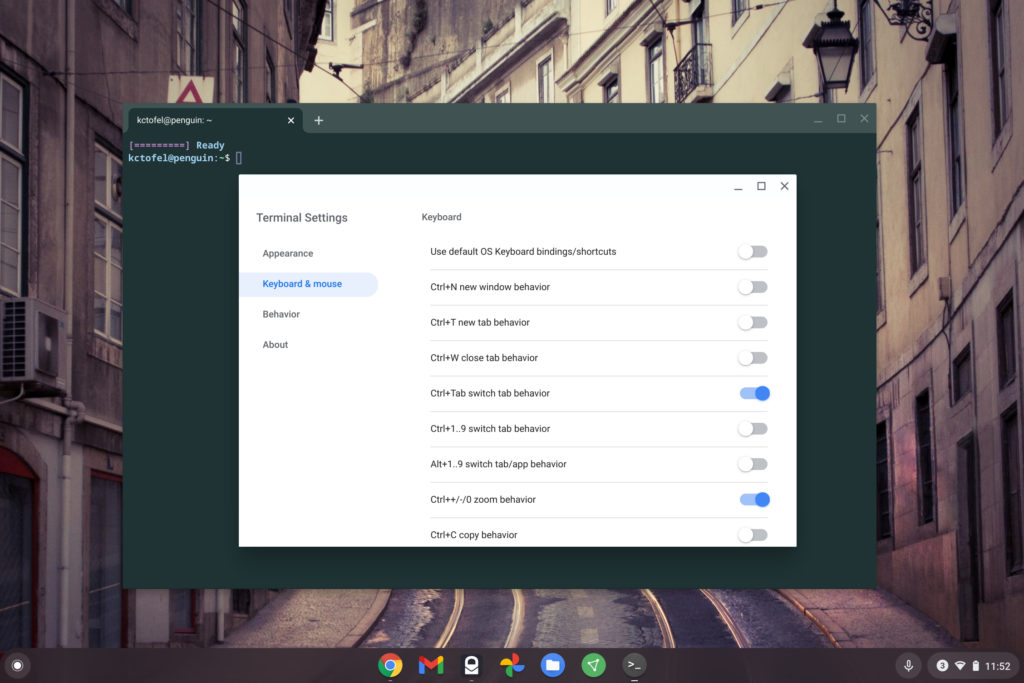 kctofel@penguin: ~
[=========] Ready
kctofel@penguin:~$
Terminal Settings
Appearance
Keyboard & mouse
Behavior
About
Keyboard
Use default OS Keyboard bindings/shortcuts
Ctrl+N new window behavior
Ctrl+T new tab behavior
Ctrl+W close tab behavior
Ctrl+Tab switch tab behavior
Ctrl+1..9 switch tab behavior
Alt+1..9 switch tab/app behavior
Ctrl++/-/0 zoom behavior
Ctrl+C copy behavior
>_
3
11:52